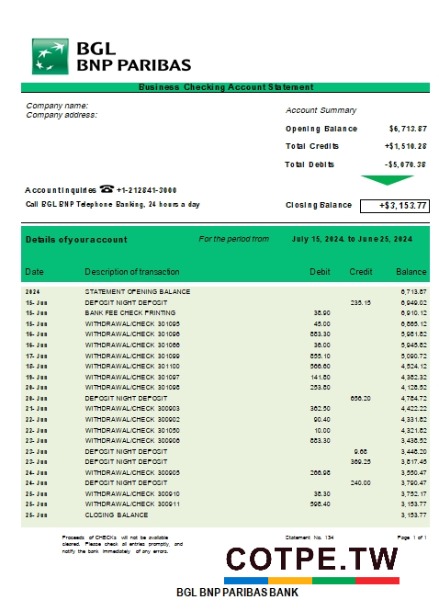 BGL
BNP PARIBAS
Business Checking Account Statement
Company name:
Company address:
Account Summary
Opening Balance $6,713.87
Total Credits +$1,510.28
Total Debits -$5,070.38
Account Inquiries ☎ +1-212841-3000
Call BGL BNP Telephone Banking, 24 hours a day
Closing Balance +$3,153.77
Details of your account For the period from July 15, 2024, to June 25, 2024
Date Description of transaction Debit Credit Balance
2024 STATEMENT OPENING BALANCE 6,713.87
15- Jun DEPOSIT NIGHT DEPOSIT 235.15 6,949.02
15- Jun BANK FEE CHECK PRINTING 38.90 6,910.12
15- Jun WITHDRAWAL/CHECK 301095 45.00 6,865.12
15- Jun WITHDRAWAL/CHECK 301096 883.30 5,981.82
16- Jun WITHDRAWAL/CHECK 301066 36.00 5,945.82
17- Jun WITHDRAWAL/CHECK 301099 855.10 5,090.72
18- Jun WITHDRAWAL/CHECK 301100 566.60 4,524.12
19- Jun WITHDRAWAL/CHECK 301097 141.80 4,382.32
20- Jun WITHDRAWAL/CHECK 301098 253.80 4,128.52
20- Jun DEPOSIT NIGHT DEPOSIT 656.20 4,784.72
21- Jun WITHDRAWAL/CHECK 300903 362.50 4,422.22
22- Jun WITHDRAWAL/CHECK 300902 90.40 4,331.82
22- Jun WITHDRAWAL/CHECK 301050 10.00 4,321.82
22- Jun WITHDRAWAL/CHECK 300906 883.30 3,438.52
23- Jun DEPOSIT NIGHT DEPOSIT 9.68 3,448.20
23- Jun DEPOSIT NIGHT DEPOSIT 369.25 3,817.45
24- Jun WITHDRAWAL/CHECK 300905 266.98 3,550.47
24- Jun DEPOSIT NIGHT DEPOSIT 240.00 3,790.47
25- Jun WITHDRAWAL/CHECK 300910 38.30 3,752.17
25- Jun WITHDRAWAL/CHECK 300911 598.40 3,153.77
25- Jun CLOSING BALANCE 3,153.77
Proceeds of CHECKs will not be available Statement No. 134 Page 1 of 1
cleared. Please check all entries promptly, and
notify the bank immediately of any errors.
COTPE.TW
BGL BNP PARIBAS BANK